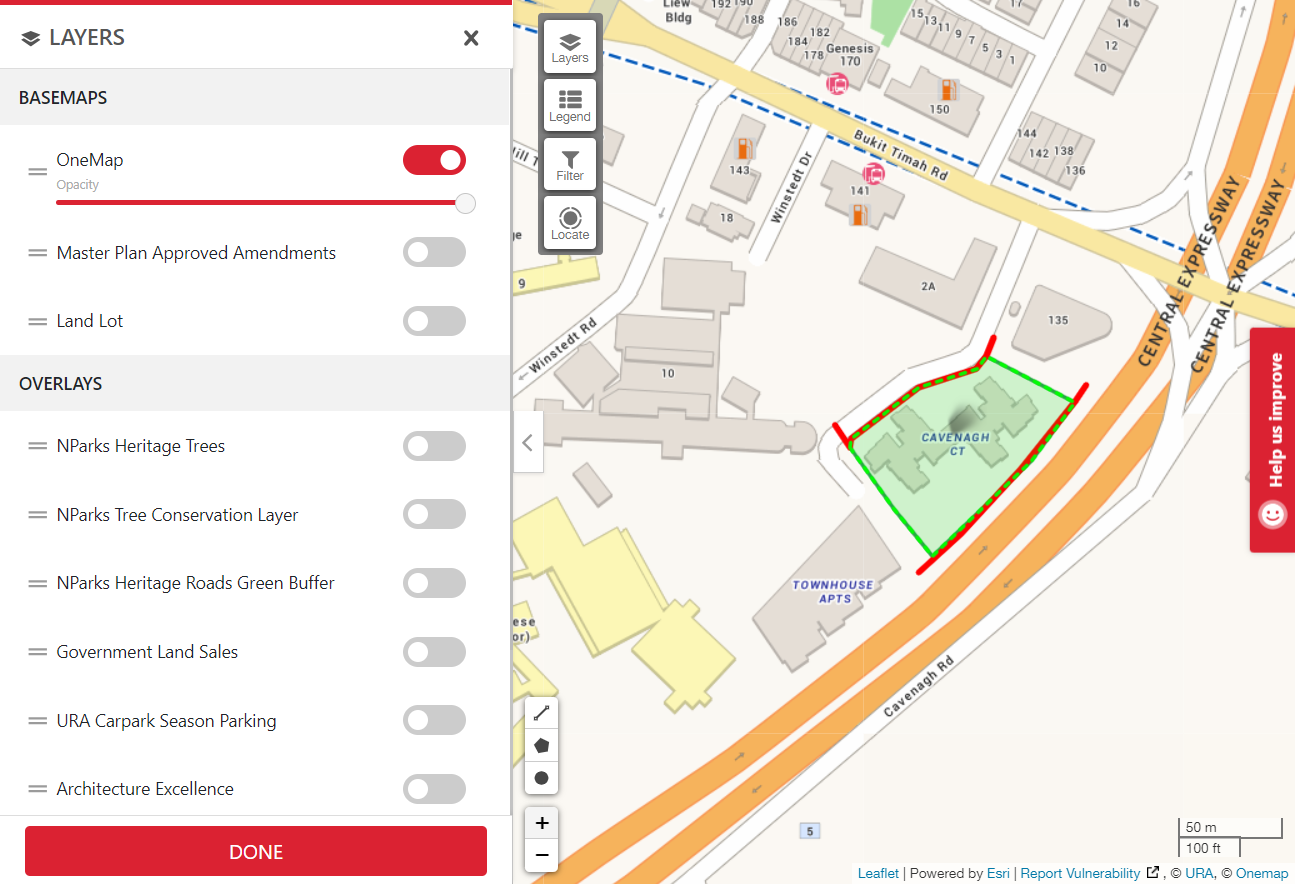 LAYERS
BASEMAPS
OneMap
Opacity
Master Plan Approved Amendments
Land Lot
OVERLAYS
NParks Heritage Trees
NParks Tree Conservation Layer
NParks Heritage Roads Green Buffer
Government Land Sales
URA Carpark Season Parking
Architecture Excellence
DONE
Layers
Legend
Filter
Locate
Liew
Bldg
192
190
188
186
184
182
178
Genesis
170
15
13
11
9
7
5
3
1
17
16
14
12
10
150
144
142
138
136
143
141
18
Bukit Timah Rd
Winstedt Dr
Winstedt Rd
9
10
2A
135
CENTRAL EXPRESSWAY
CENTRAL EXPRESSWAY
CAVENAGH
CT
TOWNHOUSE
APTS
Cavenagh Rd
5
Help us improve
+
−
50 m
100 ft
Leaflet | Powered by Esri | Report Vulnerability , © URA, © Onemap